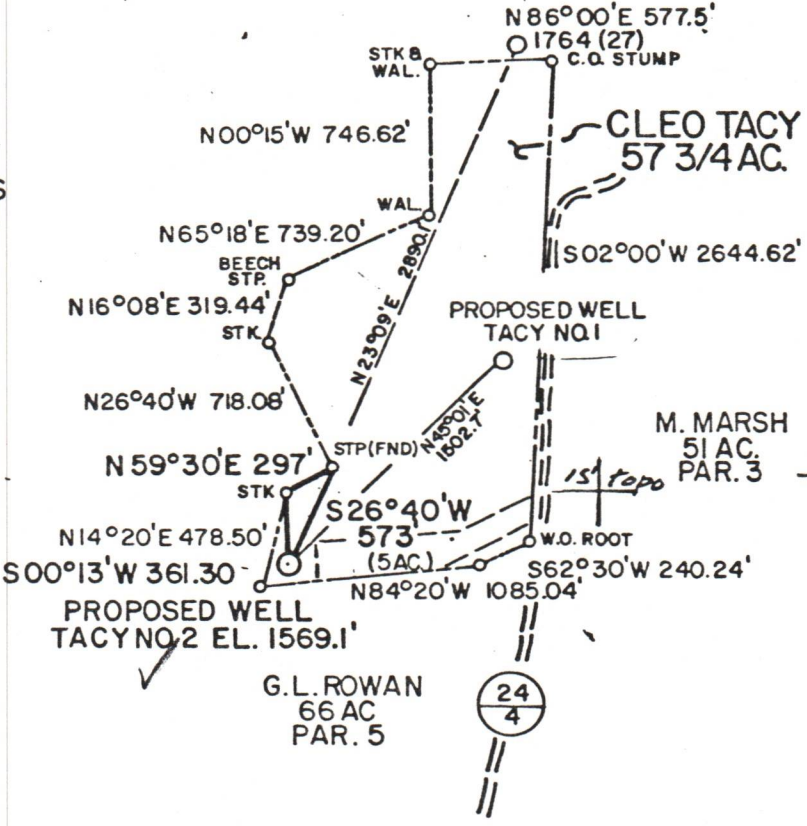 N86°00'E 577.5'
1764 (27)
STK &
WAL.
C.O. STUMP
N00°15'W 746.62'
CLEO TACY
57 3/4 AC.
S
WAL.
N65°18'E 739.20'
BEECH
STP.
S02°00'W 2644.62'
N23°09'E 2890.1'
N16°08'E 319.44'
STK.
PROPOSED WELL
TACY NO.1
N26°40'W 718.08'
N45°01'E
1502.7'
M. MARSH
51 AC.
PAR. 3
STP(FND)
N59°30'E 297'
STK
15' topo
S26°40'W
573'
(5AC.)
N14°20'E 478.50'
W.O. ROOT
S00°13'W 361.30
S62°30'W 240.24'
N84°20'W 1085.04'
PROPOSED WELL
TACY NO.2 EL. 1569.1'
G.L. ROWAN
66 AC
PAR. 5
24
4